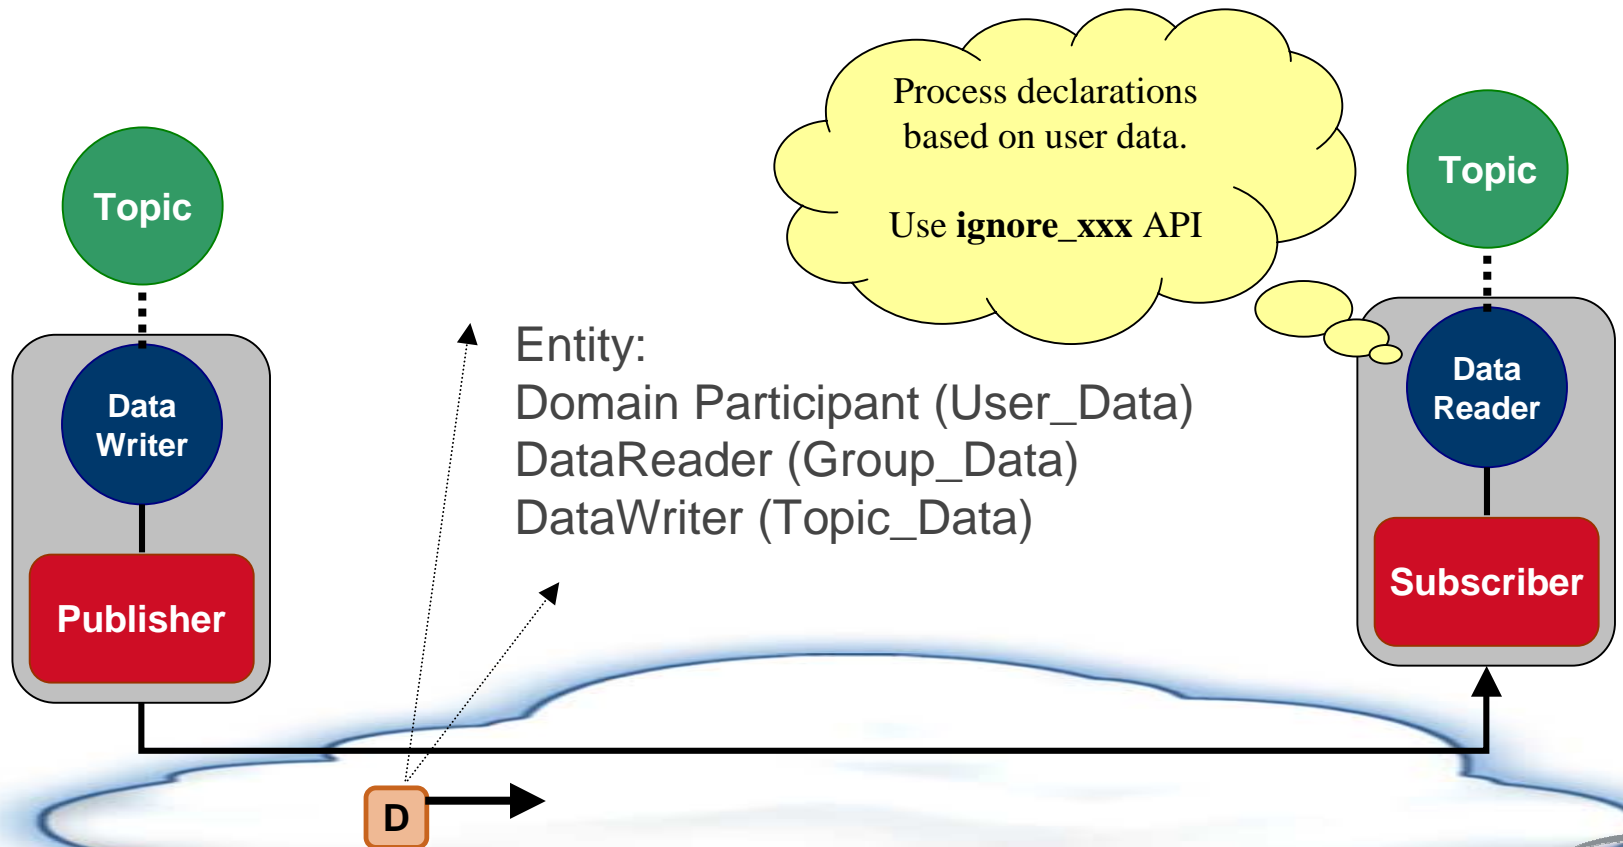 Process declarations
based on user data.
Use ignore_xxx API
Topic
Topic
Entity:
Domain Participant (User_Data)
DataReader (Group_Data)
DataWriter (Topic_Data)
Data
Writer
Publisher
Data
Reader
Subscriber
D